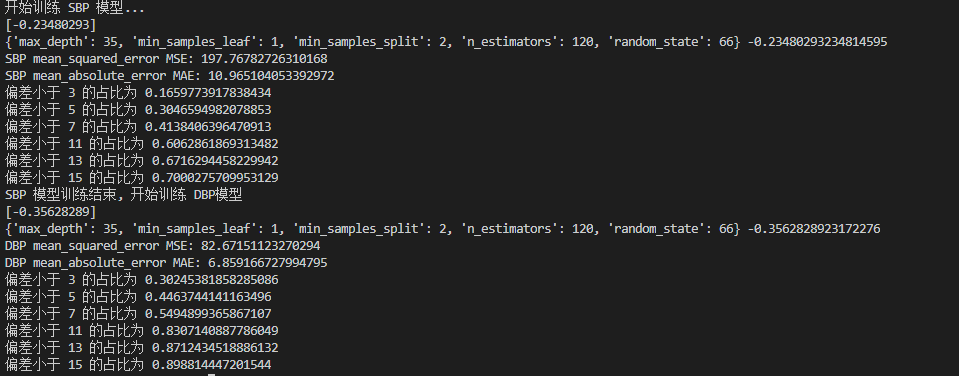 开始训练 SBP 模型...
[-0.23480293]
{'max_depth': 35, 'min_samples_leaf': 1, 'min_samples_split': 2, 'n_estimators': 120, 'random_state': 66} -0.23480293234814595
SBP mean_squared_error MSE: 197.76782726310168
SBP mean_absolute_error MAE: 10.965104053392972
偏差小于 3 的占比为 0.1659773917838434
偏差小于 5 的占比为 0.3046594982078853
偏差小于 7 的占比为 0.4138406396470913
偏差小于 11 的占比为 0.6062861869313482
偏差小于 13 的占比为 0.6716294458229942
偏差小于 15 的占比为 0.7000275709953129
SBP 模型训练结束, 开始训练 DBP模型
[-0.35628289]
{'max_depth': 35, 'min_samples_leaf': 1, 'min_samples_split': 2, 'n_estimators': 120, 'random_state': 66} -0.3562828923172276
DBP mean_squared_error MSE: 82.67151123270294
DBP mean_absolute_error MAE: 6.859166727994795
偏差小于 3 的占比为 0.30245381858285086
偏差小于 5 的占比为 0.4463744141163496
偏差小于 7 的占比为 0.5494899365867107
偏差小于 11 的占比为 0.8307140887786049
偏差小于 13 的占比为 0.8712434518886132
偏差小于 15 的占比为 0.898814447201544